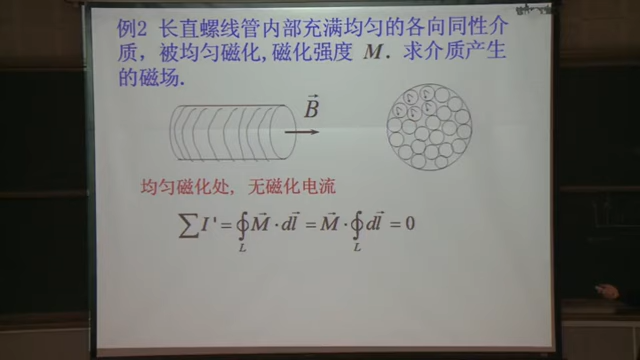 例2 长直螺线管内部充满均匀的各向同性介
质，被均匀磁化,磁化强度 M. 求介质产生
的磁场.
B⃗
均匀磁化处，无磁化电流
∑I'=∮_L M⃗·dl⃗=M⃗·∮_L dl⃗=0